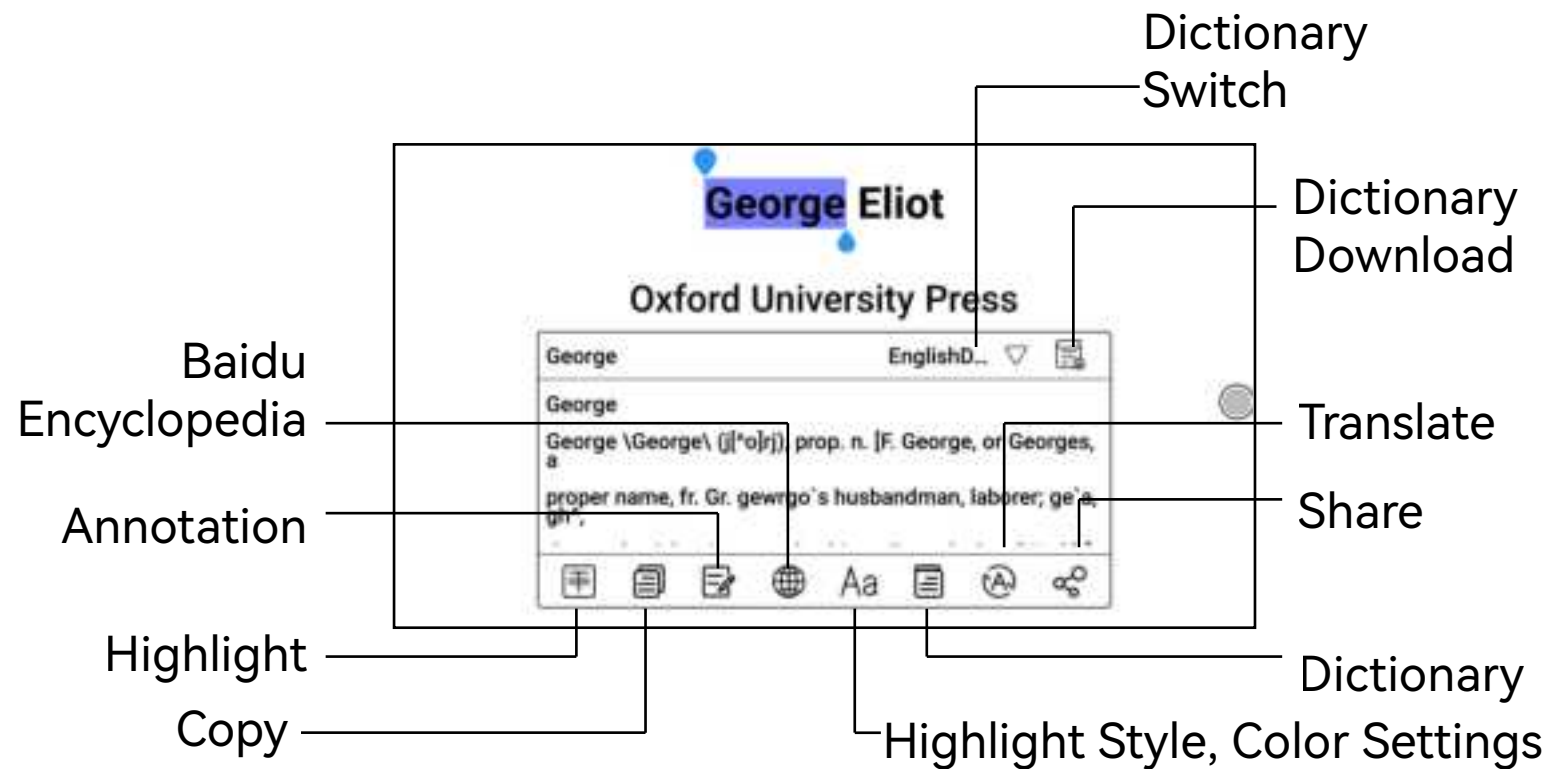 Dictionary
Switch
George Eliot
Dictionary
Download
Oxford University Press
George
EnglishD...
Baidu
Encyclopedia
George
George \George\ (j[^o]rj), prop. n. [F. George, or Georges,
a
Translate
proper name, fr. Gr. gewrgo`s husbandman, laborer; ge`a,
gh^,
Share
Annotation
Aa
Highlight
Dictionary
Copy
Highlight Style, Color Settings